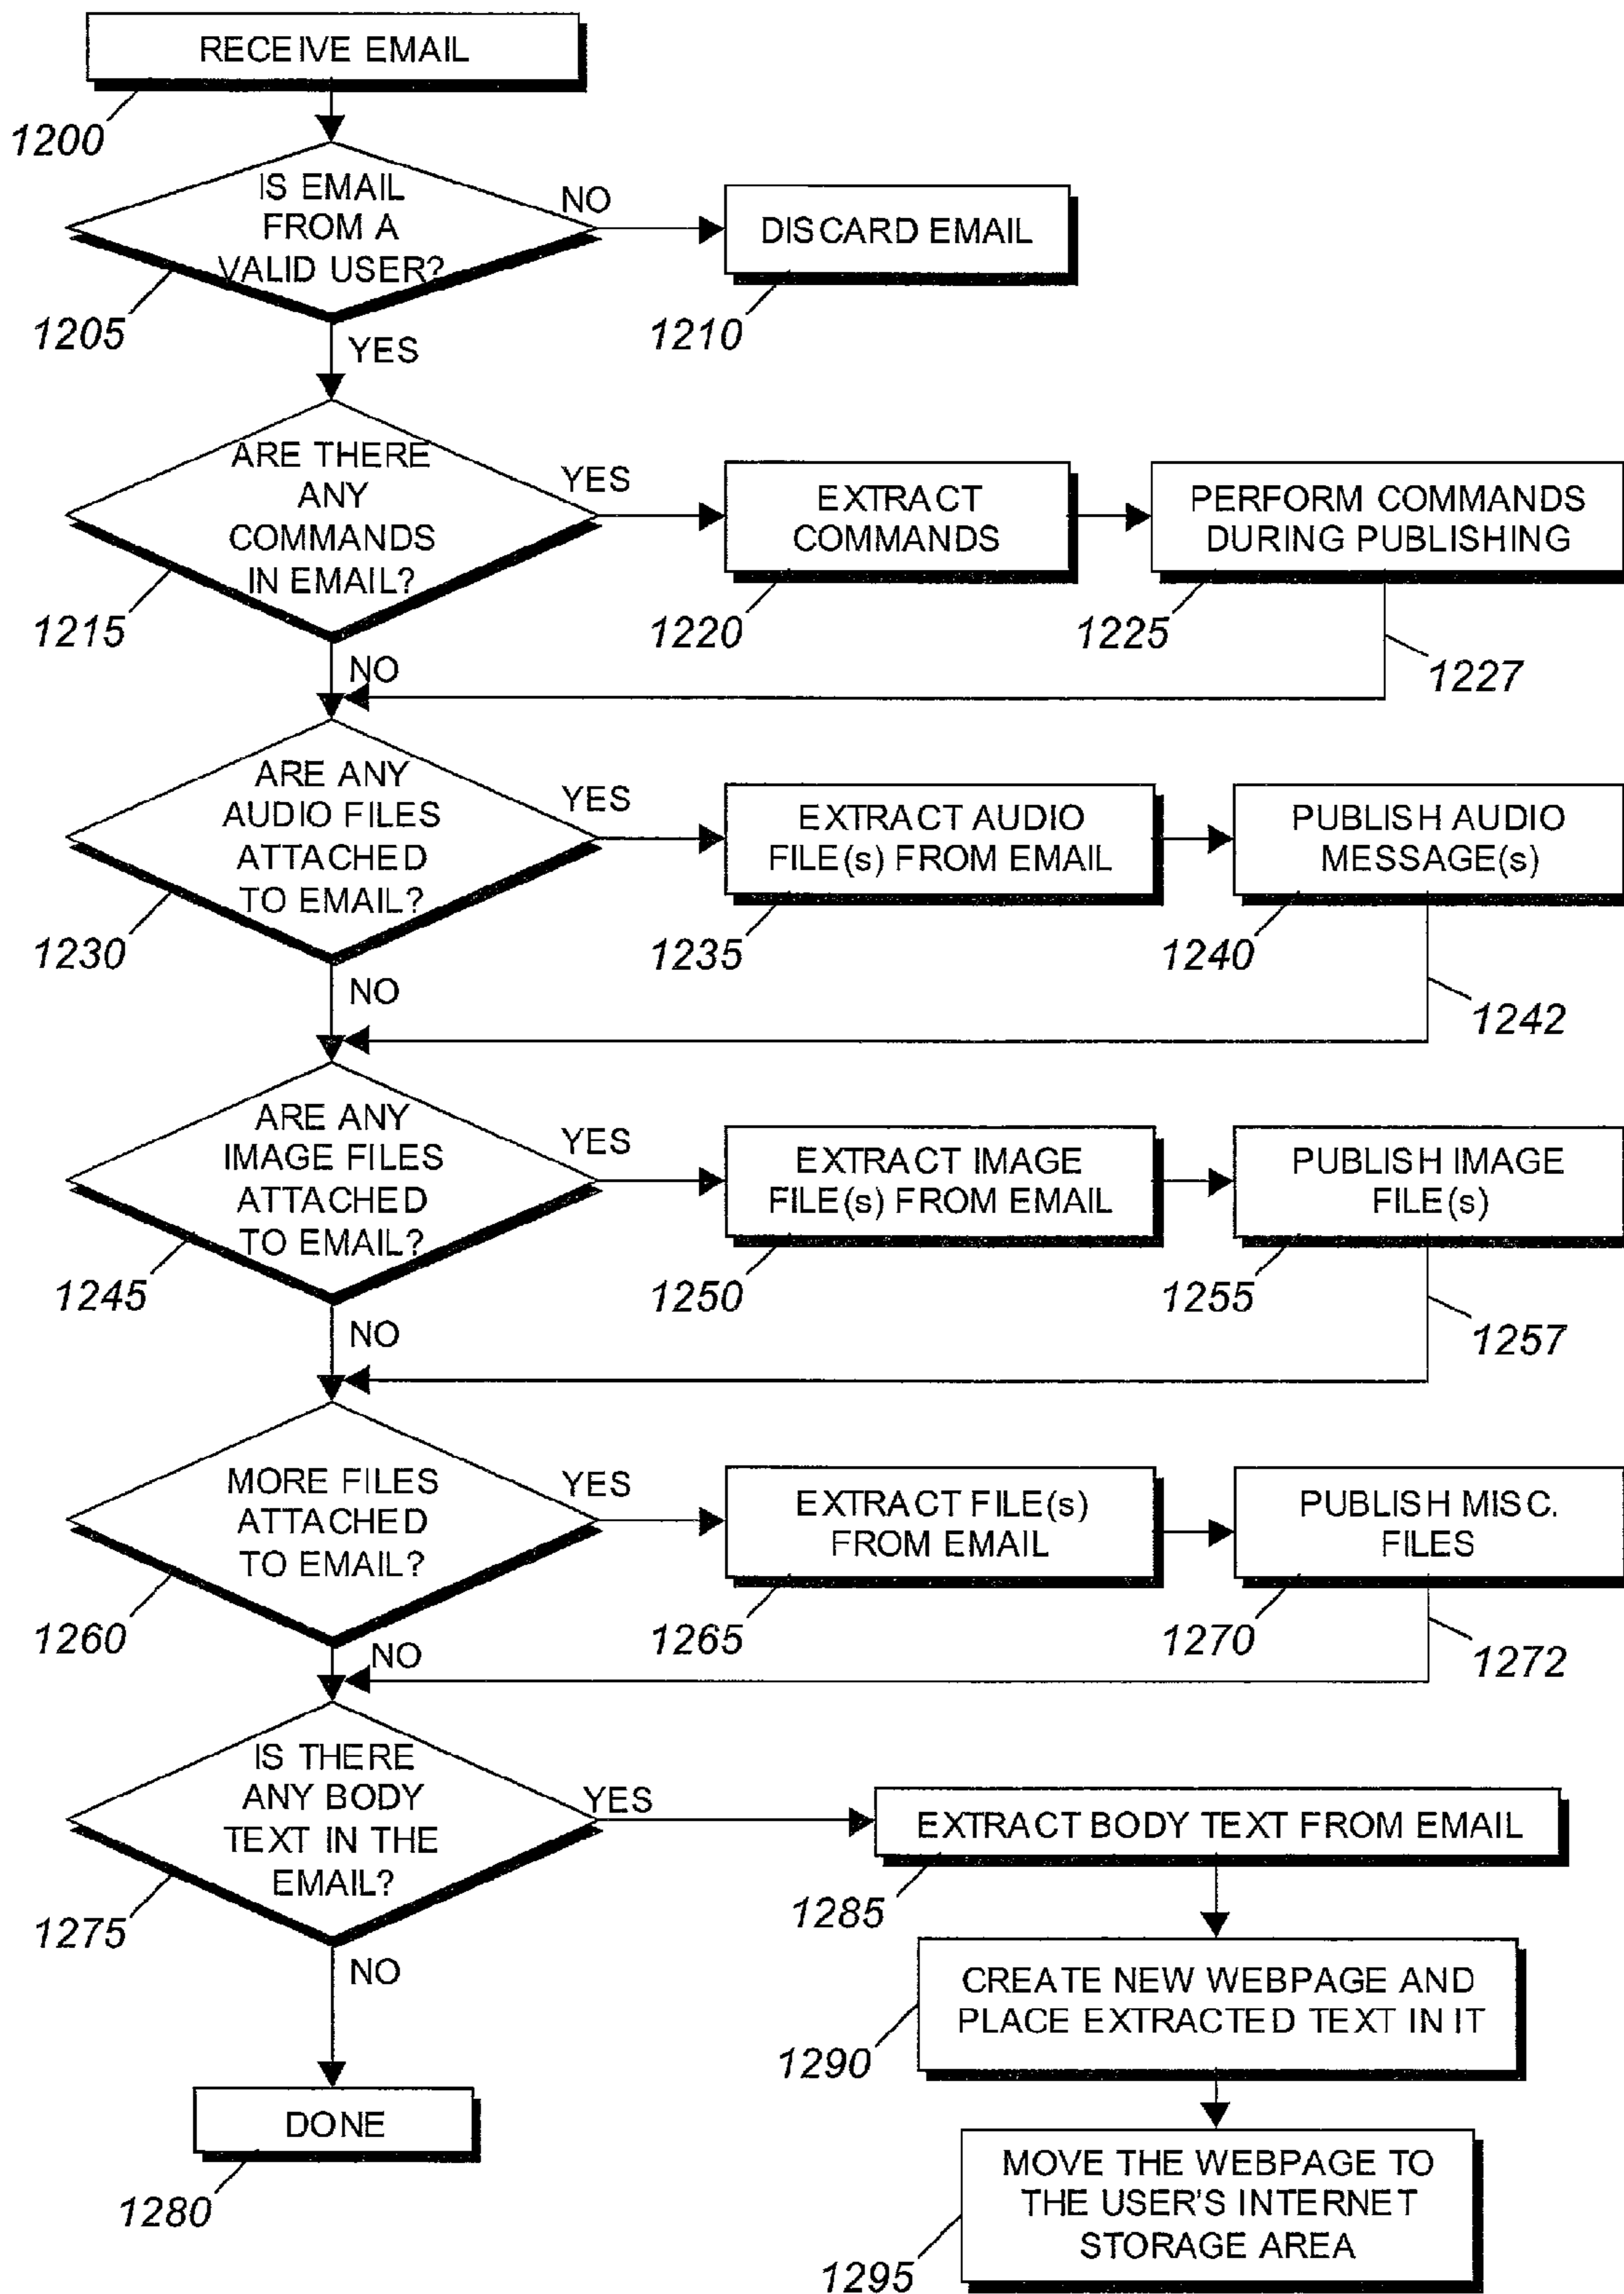 RECEIVE EMAIL
1200
IS EMAIL
FROM A
VALID USER?
NO
DISCARD EMAIL
1205
1210
YES
ARE THERE
ANY
COMMANDS
IN EMAIL?
YES
EXTRACT
COMMANDS
PERFORM COMMANDS
DURING PUBLISHING
1215
1220
1225
1227
NO
ARE ANY
AUDIO FILES
ATTACHED
TO EMAIL?
YES
EXTRACT AUDIO
FILE(s) FROM EMAIL
PUBLISH AUDIO
MESSAGE(s)
1230
1235
1240
1242
NO
ARE ANY
IMAGE FILES
ATTACHED
TO EMAIL?
YES
EXTRACT IMAGE
FILE(s) FROM EMAIL
PUBLISH IMAGE
FILE(s)
1245
1250
1255
1257
NO
MORE FILES
ATTACHED
TO EMAIL?
YES
EXTRACT FILE(s)
FROM EMAIL
PUBLISH MISC.
FILES
1260
1265
1270
1272
NO
IS THERE
ANY BODY
TEXT IN THE
EMAIL?
YES
EXTRACT BODY TEXT FROM EMAIL
1275
1285
NO
CREATE NEW WEBPAGE AND
PLACE EXTRACTED TEXT IN IT
1290
DONE
1280
MOVE THE WEBPAGE TO
THE USER'S INTERNET
STORAGE AREA
1295